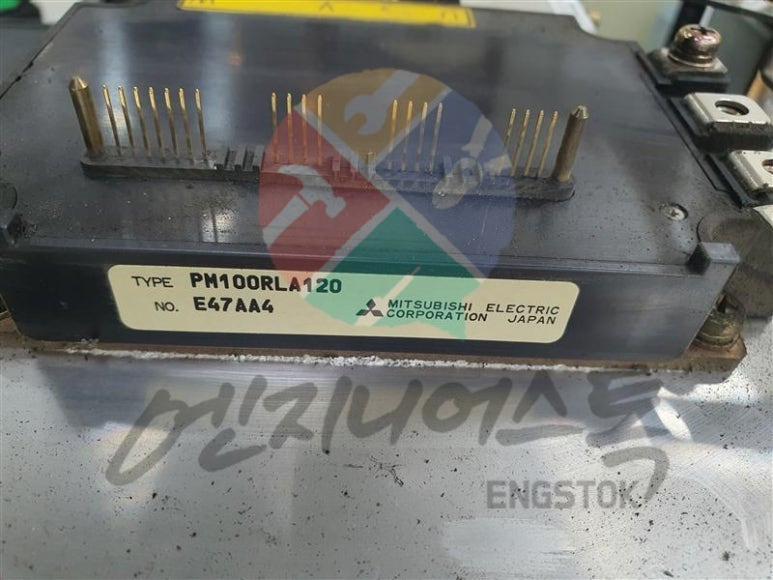 W V U
TYPE PM100RLA120
NO. E47AA4
MITSUBISHI ELECTRIC
CORPORATION JAPAN
엔지니어스톡
ENGSTOK